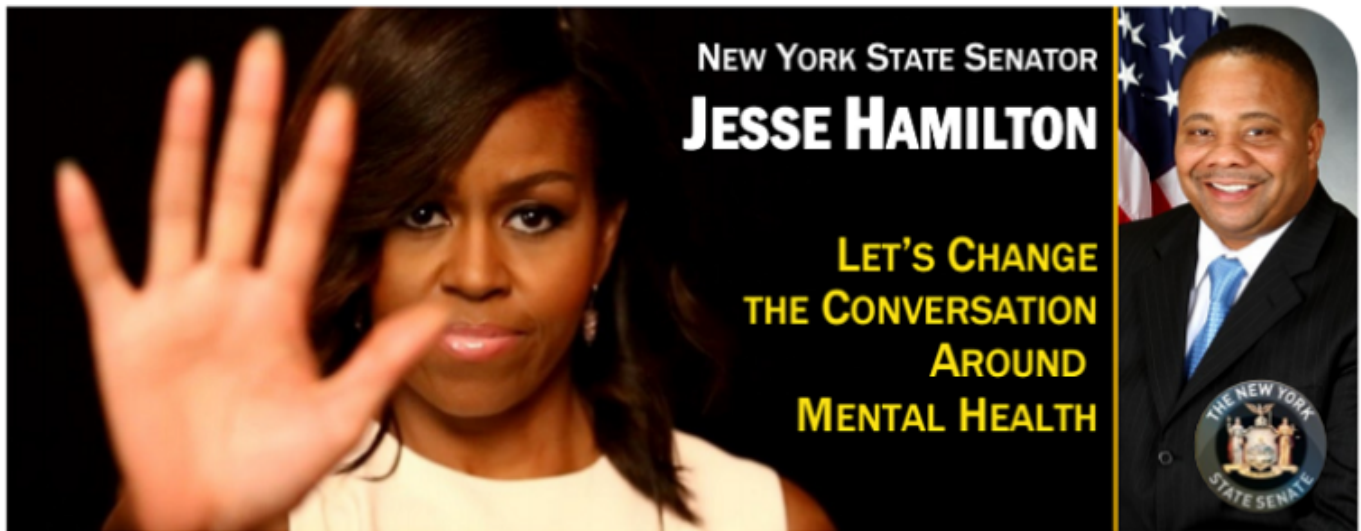 NEW YORK STATE SENATOR
JESSE HAMILTON
LET'S CHANGE
THE CONVERSATION
AROUND
MENTAL HEALTH
THE NEW YORK
STATE SENATE